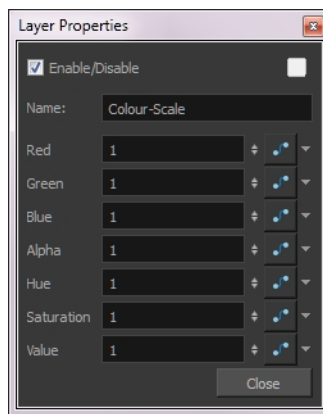 Layer Properties
Enable/Disable
Name: Colour-Scale
Red 1
Green 1
Blue 1
Alpha 1
Hue 1
Saturation 1
Value 1
Close